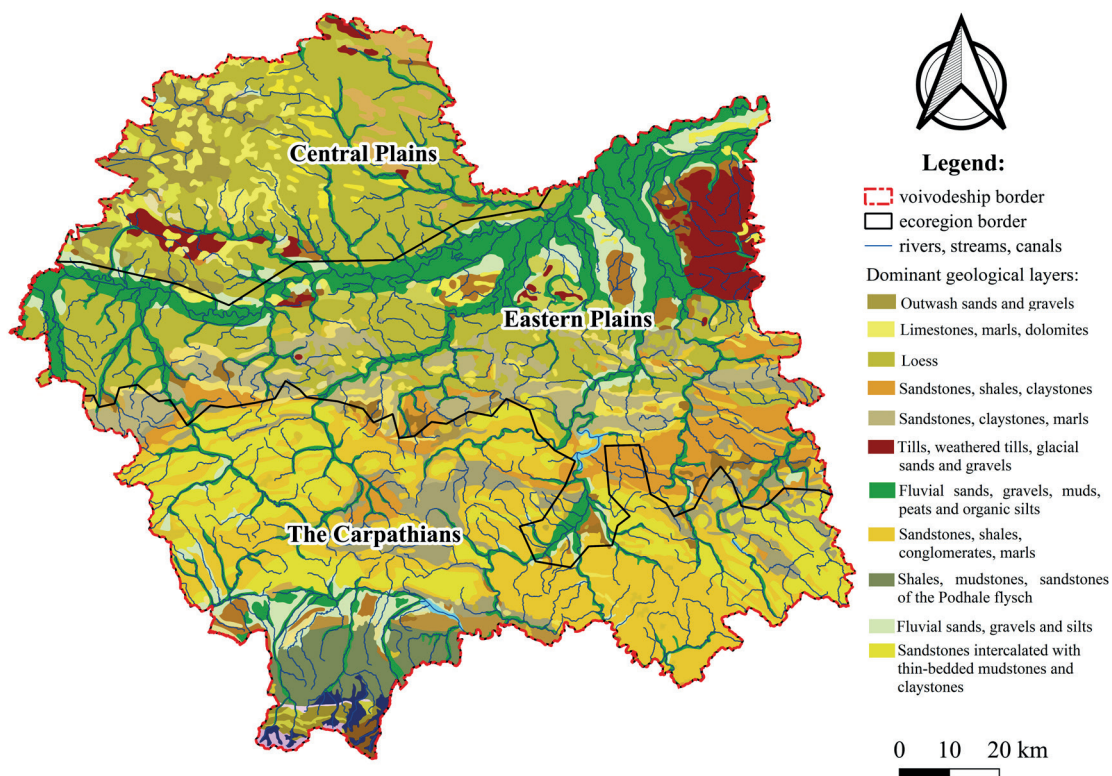 Central Plains
Eastern Plains
The Carpathians
Legend:
voivodeship border
ecoregion border
rivers, streams, canals
Dominant geological layers:
Outwash sands and gravels
Limestones, marls, dolomites
Loess
Sandstones, shales, claystones
Sandstones, claystones, marls
Tills, weathered tills, glacial
sands and gravels
Fluvial sands, gravels, muds,
peats and organic silts
Sandstones, shales,
conglomerates, marls
Shales, mudstones, sandstones
of the Podhale flysch
Fluvial sands, gravels and silts
Sandstones intercalated with
thin-bedded mudstones and
claystones
0 10 20 km